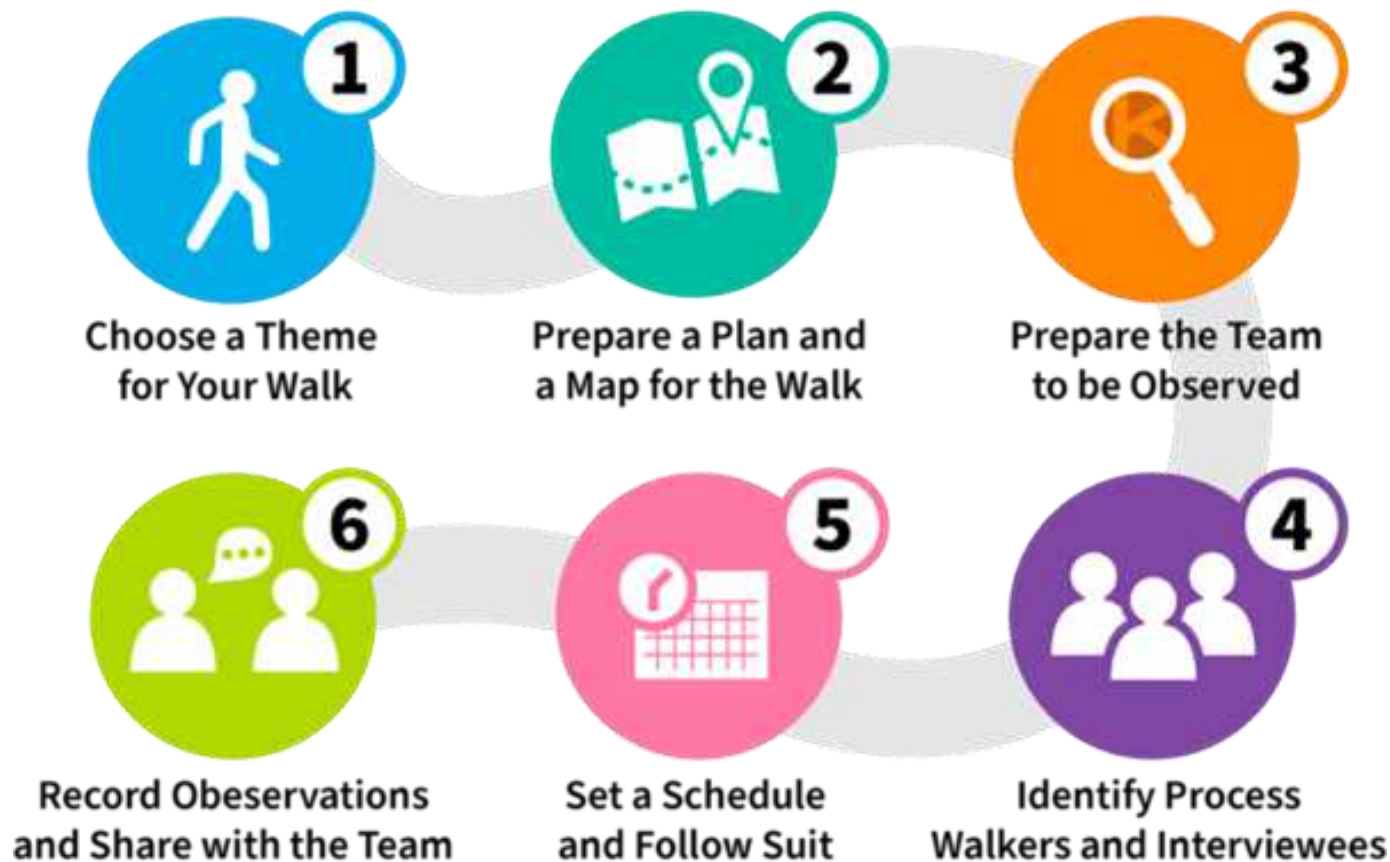 1
Choose a Theme
for Your Walk
2
Prepare a Plan and
a Map for the Walk
3
K
Prepare the Team
to be Observed
4
Identify Process
Walkers and Interviewees
5
Set a Schedule
and Follow Suit
6
Record Obeservations
and Share with the Team